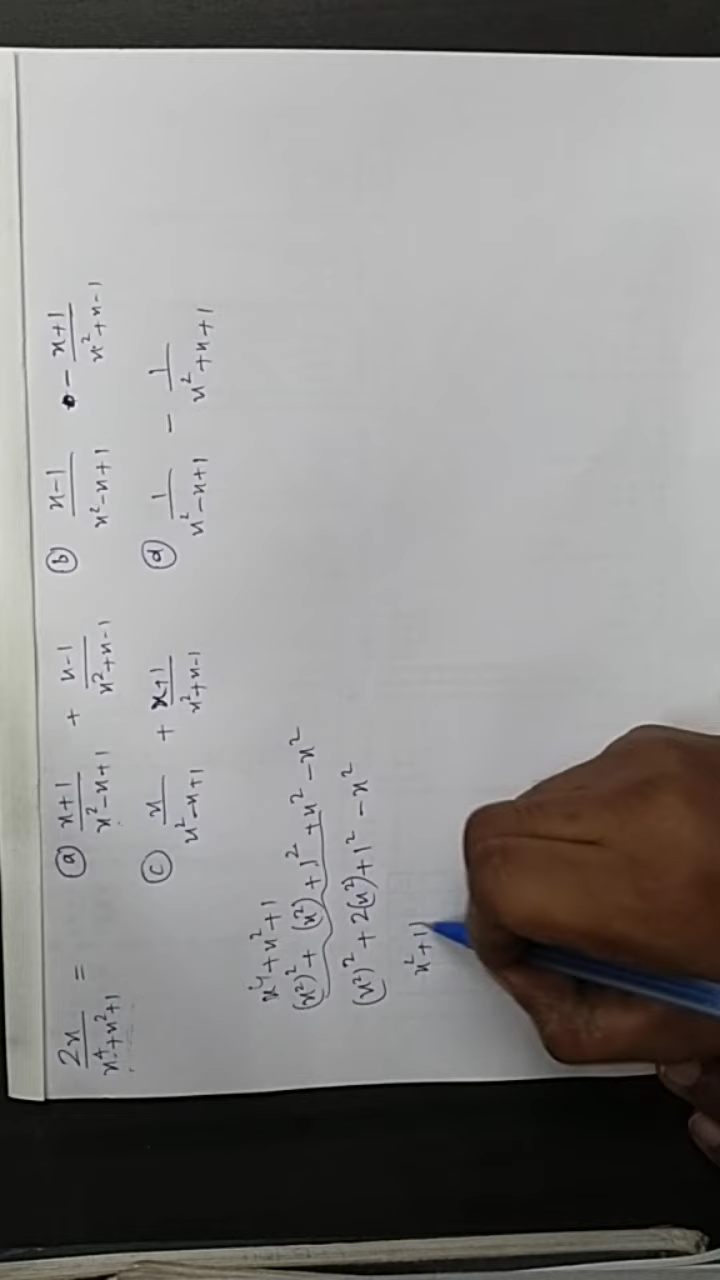 2x/(x⁴+x²+1) = (a) (x+1)/(x²-x+1) + (x-1)/(x²+x-1) (b) (x-1)/(x²-x+1) - (x+1)/(x²+x-1)
(c) x/(x²-x+1) + (x+1)/(x²+x-1) (d) 1/(x²-x+1) - 1/(x²+x+1)
x⁴+x²+1
(x²)²+(x²)+1²+x²-x²
(x²)²+2(x²)+1²-x²
x²+1)